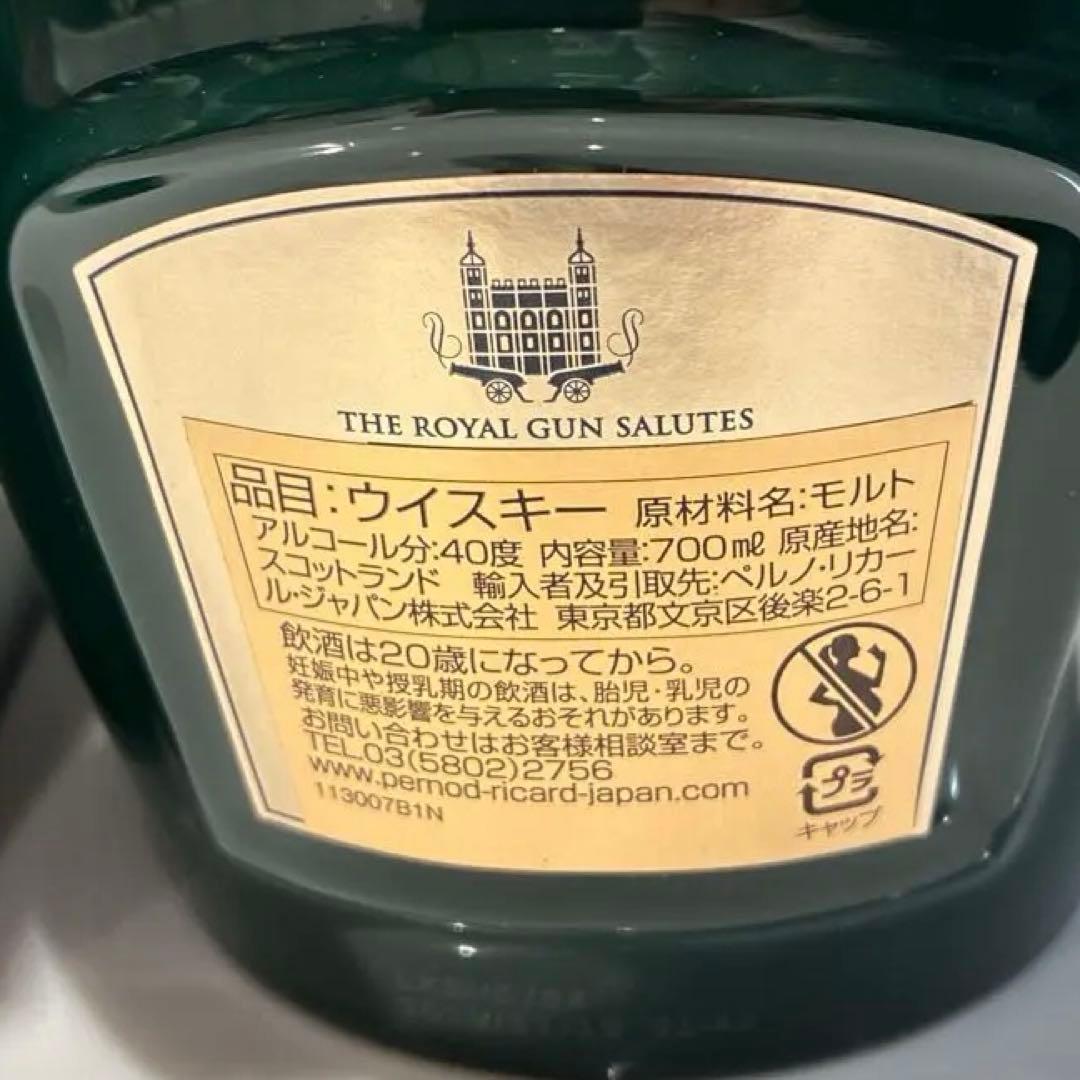 THE ROYAL GUN SALUTES
品目:ウイスキー 原材料名:モルト
アルコール分:40度 内容量:700㎖ 原産地名:
スコットランド 輸入者及引取先:ペルノ・リカー
ル・ジャパン株式会社 東京都文京区後楽2-6-1
飲酒は20歳になってから。
妊娠中や授乳期の飲酒は、胎児・乳児の
発育に悪影響を与えるおそれがあります。
お問い合わせはお客様相談室まで。
TEL.03(5802)2756
www.pernod-ricard-japan.com
113007B1N
プラ
キャップ